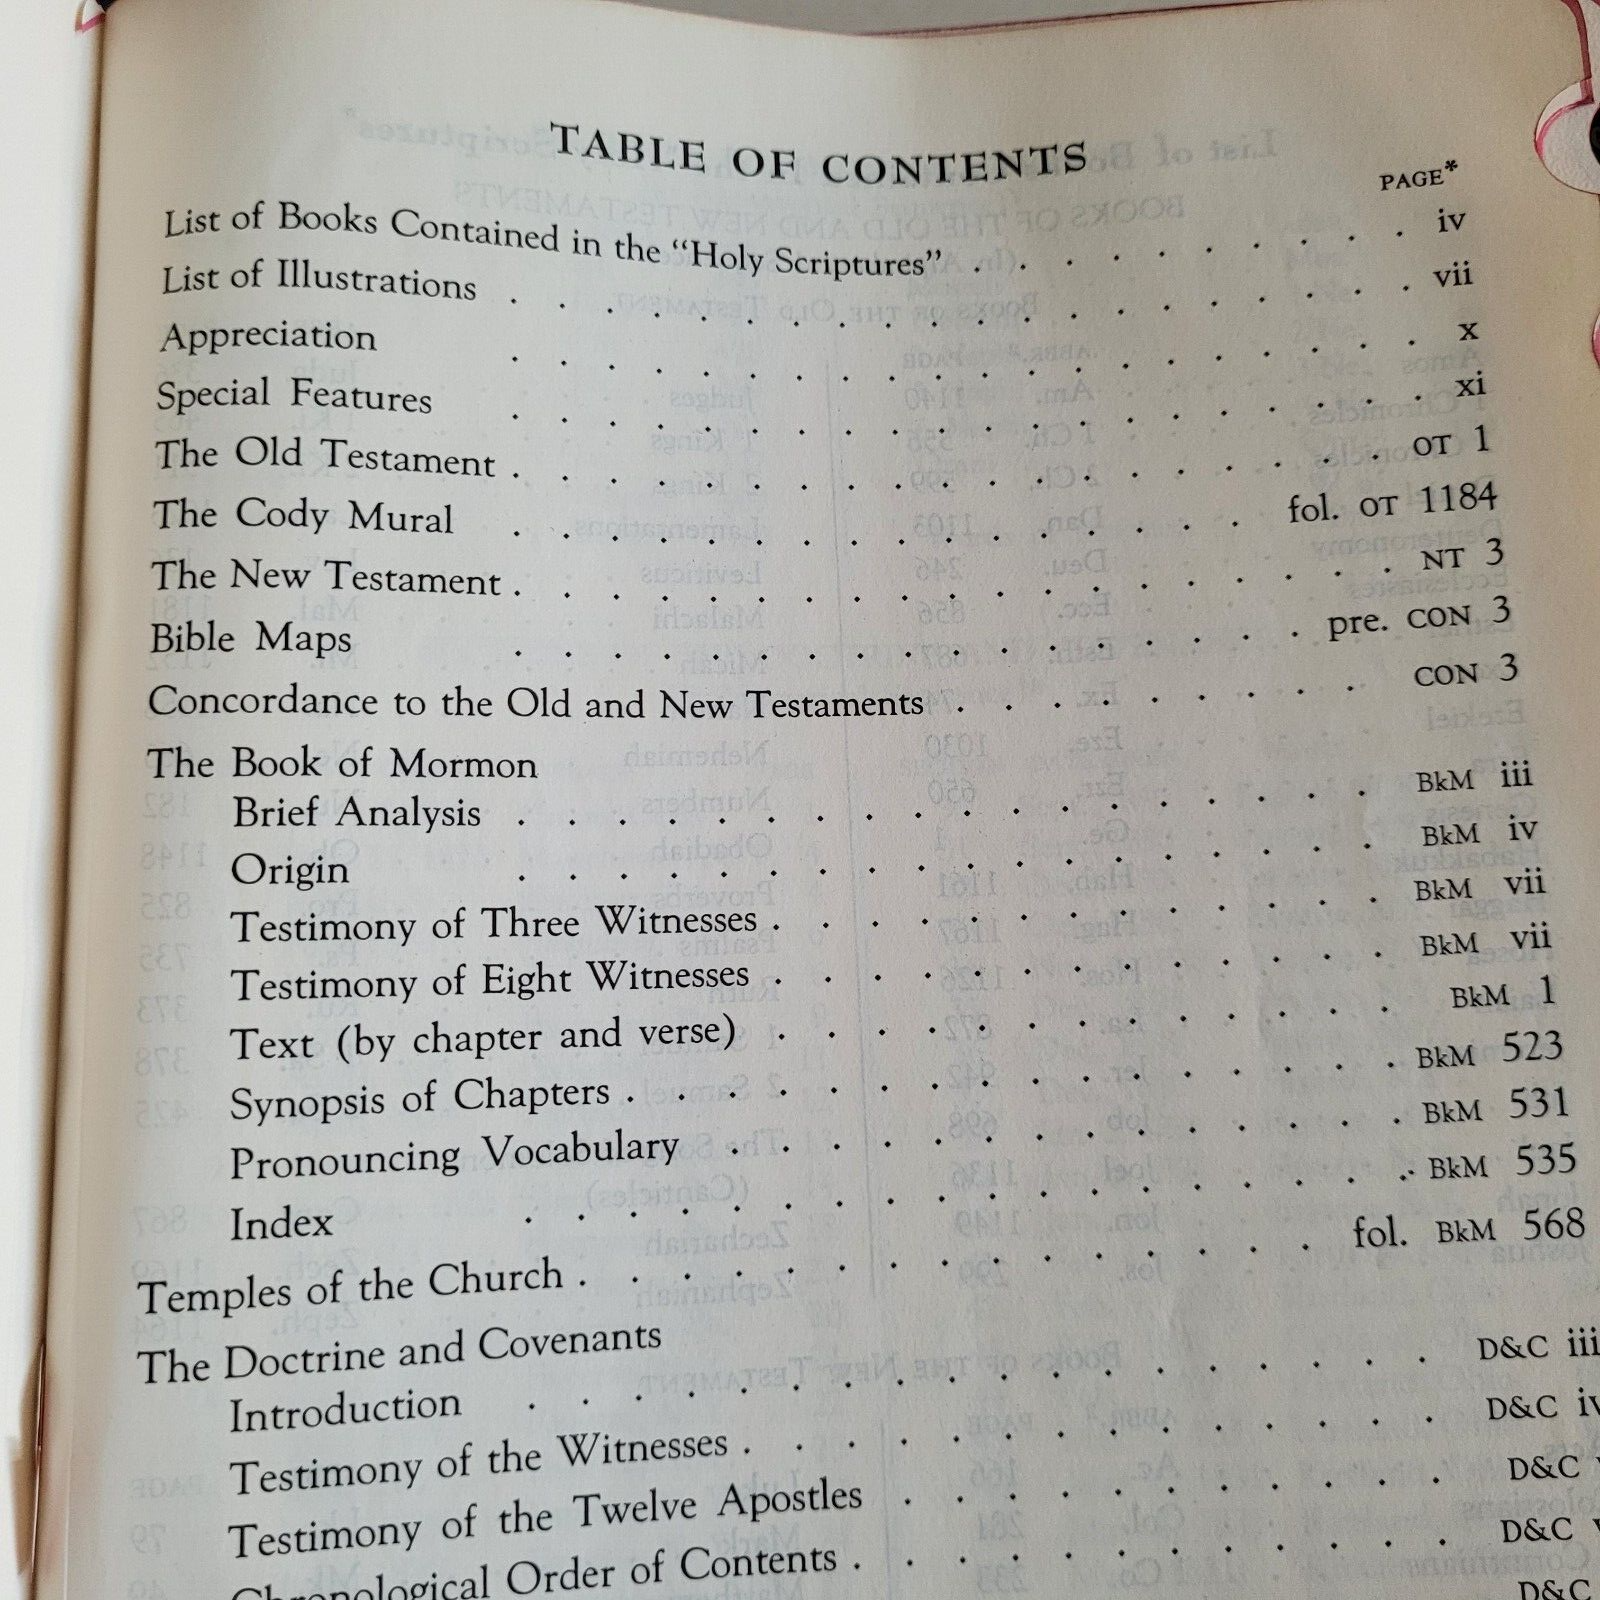 TABLE OF CONTENTS
PAGE*
List of Books Contained in the “Holy Scriptures” . . . . . . . . . . iv
List of Illustrations . . . . . . . . . . . . . . . . . . vii
Appreciation . . . . . . . . . . . . . . . . . . x
Special Features . . . . . . . . . . . . . . . . . . xi
The Old Testament . . . . . . . . . . . . . . . . . . OT 1
The Cody Mural . . . . . . . . . . . . . . . fol. OT 1184
The New Testament . . . . . . . . . . . . . . . . . . NT 3
Bible Maps . . . . . . . . . . . . . . . . pre. CON 3
Concordance to the Old and New Testaments . . . . . . . . . CON 3
The Book of Mormon
Brief Analysis . . . . . . . . . . . . . . . . . BkM iii
Origin . . . . . . . . . . . . . . . . . BkM iv
Testimony of Three Witnesses . . . . . . . . . . . . . BkM vii
Testimony of Eight Witnesses . . . . . . . . . . . . . BkM vii
Text (by chapter and verse) . . . . . . . . . . . . . BkM 1
Synopsis of Chapters . . . . . . . . . . . . . . . . BkM 523
Pronouncing Vocabulary . . . . . . . . . . . . . . BkM 531
Index . . . . . . . . . . . . . . . . . . BkM 535
Temples of the Church . . . . . . . . . . . . . . . fol. BkM 568
The Doctrine and Covenants
Introduction . . . . . . . . . . . . . . . . . . D&C iii
Testimony of the Witnesses . . . . . . . . . . . . . . D&C iv
Testimony of the Twelve Apostles . . . . . . . . . . . D&C
Chronological Order of Contents . . . . . . . . . . . . D&C
D&C